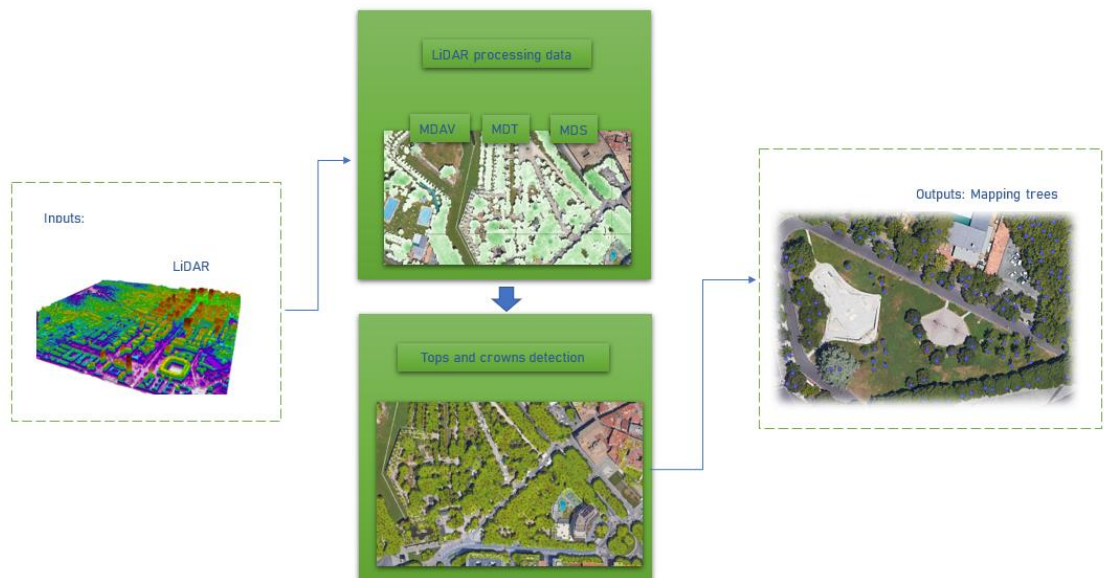 LiDAR processing data
MDAV
MDT
MDS
Inputs:
LiDAR
Tops and crowns detection
Outputs: Mapping trees